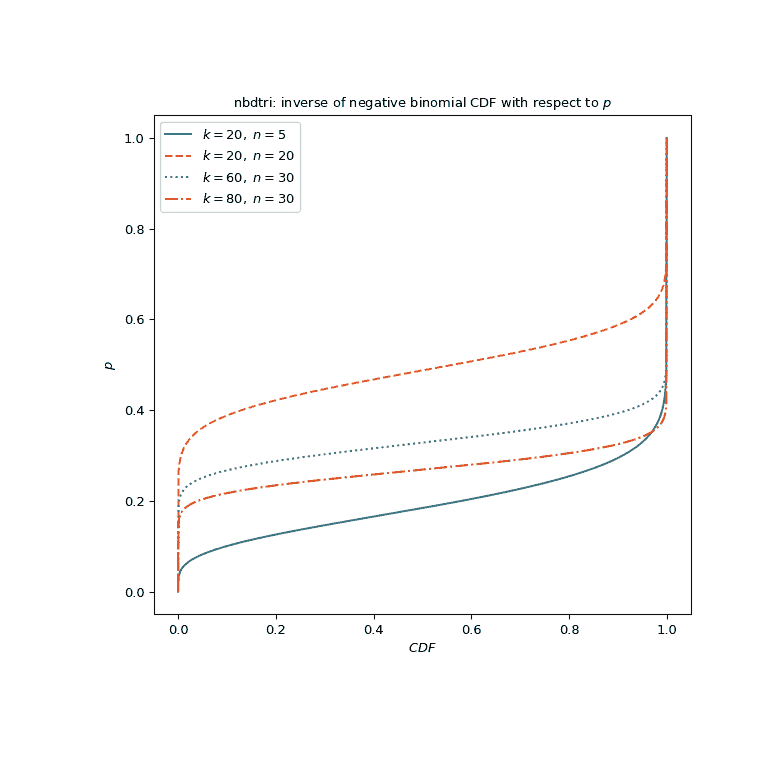 nbdtri: inverse of negative binomial CDF with respect to p
k = 20, n = 5
k = 20, n = 20
k = 60, n = 30
k = 80, n = 30
1.0
0.8
0.6
0.4
0.2
0.0
p
0.0 0.2 0.4 0.6 0.8 1.0
CDF